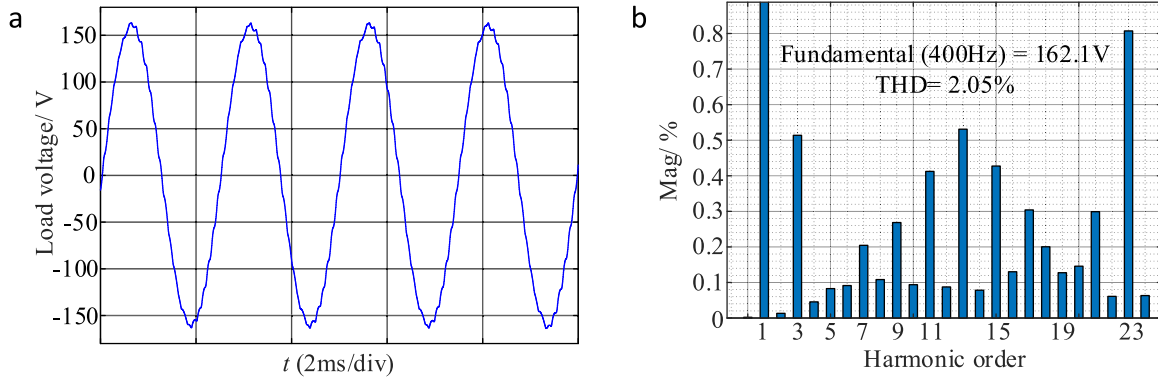 a
150
100
50
0
-50
-100
-150
Load voltage/ V
t (2ms/div)
b
0.8
0.7
0.6
0.5
0.4
0.3
0.2
0.1
0
Mag/ %
Fundamental (400Hz) = 162.1V
THD= 2.05%
1 3 5 7 9 11 15 19 23
Harmonic order